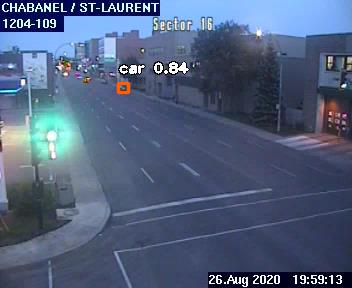 CHABANEL / ST-LAURENT
1204-109
Sector 16
car 0.84
26.Aug 2020 19:59:13